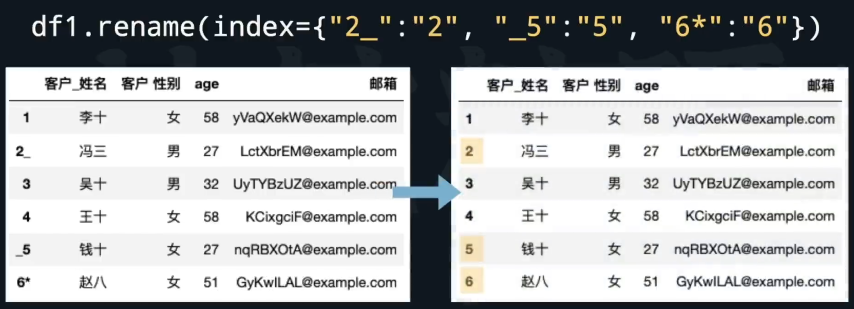 df1.rename(index={"2_":"2", "_5":"5", "6*":"6"})
客户_姓名 客户 性别 age 邮箱
1 李十 女 58 yVaQXekW@example.com
2_ 冯三 男 27 LctXbrEM@example.com
3 吴十 男 32 UyTYBzUZ@example.com
4 王十 女 58 KCixgciF@example.com
_5 钱十 女 27 nqRBXOtA@example.com
6* 赵八 女 51 GyKwILAL@example.com
客户_姓名 客户 性别 age 邮箱
1 李十 女 58 yVaQXekW@example.com
2 冯三 男 27 LctXbrEM@example.com
3 吴十 男 32 UyTYBzUZ@example.com
4 王十 女 58 KCixgciF@example.com
5 钱十 女 27 nqRBXOtA@example.com
6 赵八 女 51 GyKwILAL@example.com